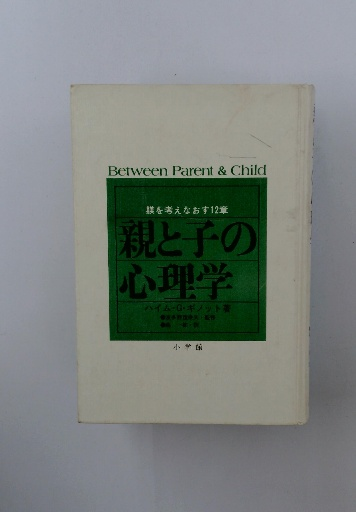 Between Parent & Child
躾を考えなおす12章
親と子の
心理学
ハイム・G・ギノット著
小学館